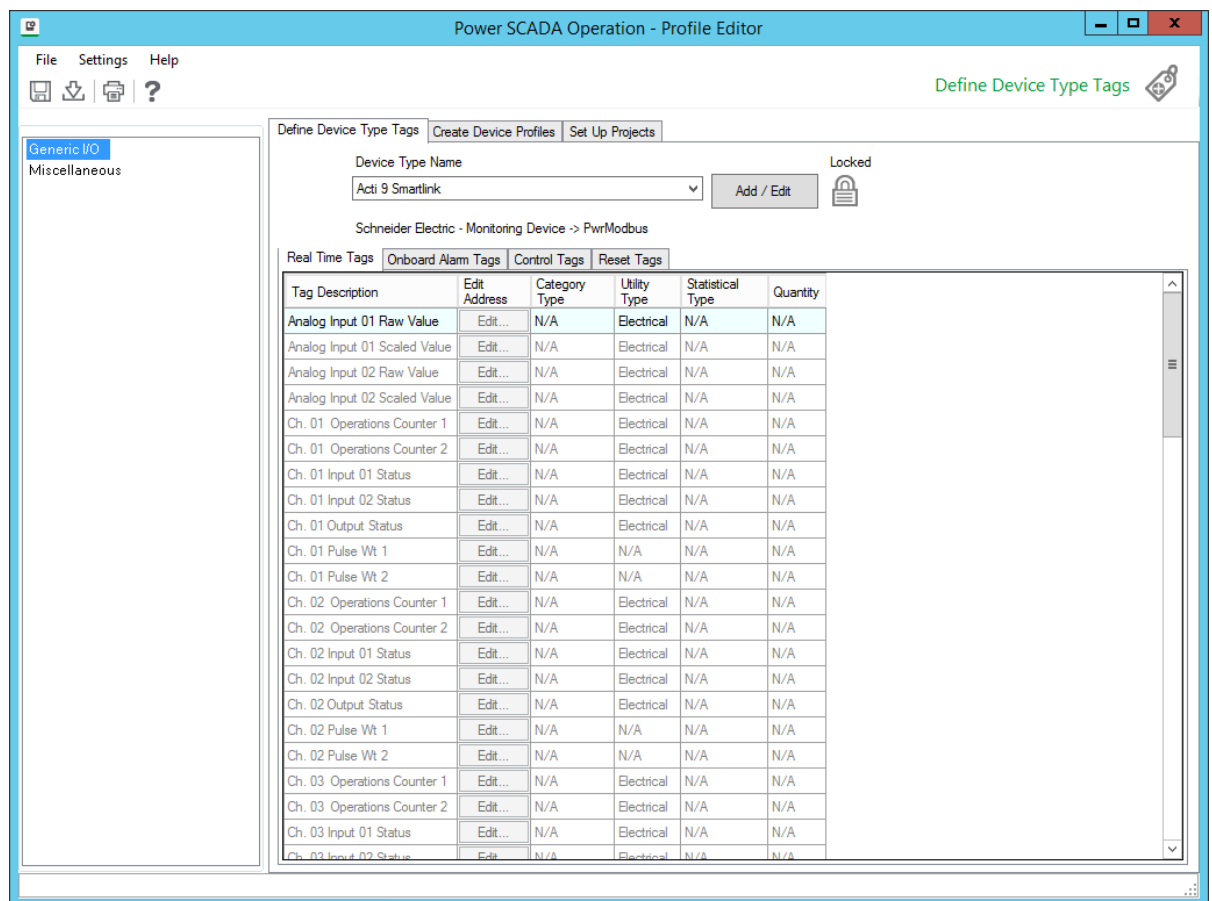 Power SCADA Operation - Profile Editor
File Settings Help
Define Device Type Tags
Generic I/O
Miscellaneous
Define Device Type Tags Create Device Profiles Set Up Projects
Device Type Name Locked
Acti 9 Smartlink Add / Edit
Schneider Electric - Monitoring Device -> PwrModbus
Real Time Tags Onboard Alarm Tags Control Tags Reset Tags
Tag Description Edit Address Category Type Utility Type Statistical Type Quantity
Analog Input 01 Raw Value Edit... N/A Electrical N/A N/A
Analog Input 01 Scaled Value Edit... N/A Electrical N/A N/A
Analog Input 02 Raw Value Edit... N/A Electrical N/A N/A
Analog Input 02 Scaled Value Edit... N/A Electrical N/A N/A
Ch. 01 Operations Counter 1 Edit... N/A Electrical N/A N/A
Ch. 01 Operations Counter 2 Edit... N/A Electrical N/A N/A
Ch. 01 Input 01 Status Edit... N/A Electrical N/A N/A
Ch. 01 Input 02 Status Edit... N/A Electrical N/A N/A
Ch. 01 Output Status Edit... N/A Electrical N/A N/A
Ch. 01 Pulse Wt 1 Edit... N/A N/A N/A N/A
Ch. 01 Pulse Wt 2 Edit... N/A N/A N/A N/A
Ch. 02 Operations Counter 1 Edit... N/A Electrical N/A N/A
Ch. 02 Operations Counter 2 Edit... N/A Electrical N/A N/A
Ch. 02 Input 01 Status Edit... N/A Electrical N/A N/A
Ch. 02 Input 02 Status Edit... N/A Electrical N/A N/A
Ch. 02 Output Status Edit... N/A Electrical N/A N/A
Ch. 02 Pulse Wt 1 Edit... N/A N/A N/A N/A
Ch. 02 Pulse Wt 2 Edit... N/A N/A N/A N/A
Ch. 03 Operations Counter 1 Edit... N/A Electrical N/A N/A
Ch. 03 Operations Counter 2 Edit... N/A Electrical N/A N/A
Ch. 03 Input 01 Status Edit... N/A Electrical N/A N/A
Ch. 03 Input 02 Status Edit... N/A Electrical N/A N/A